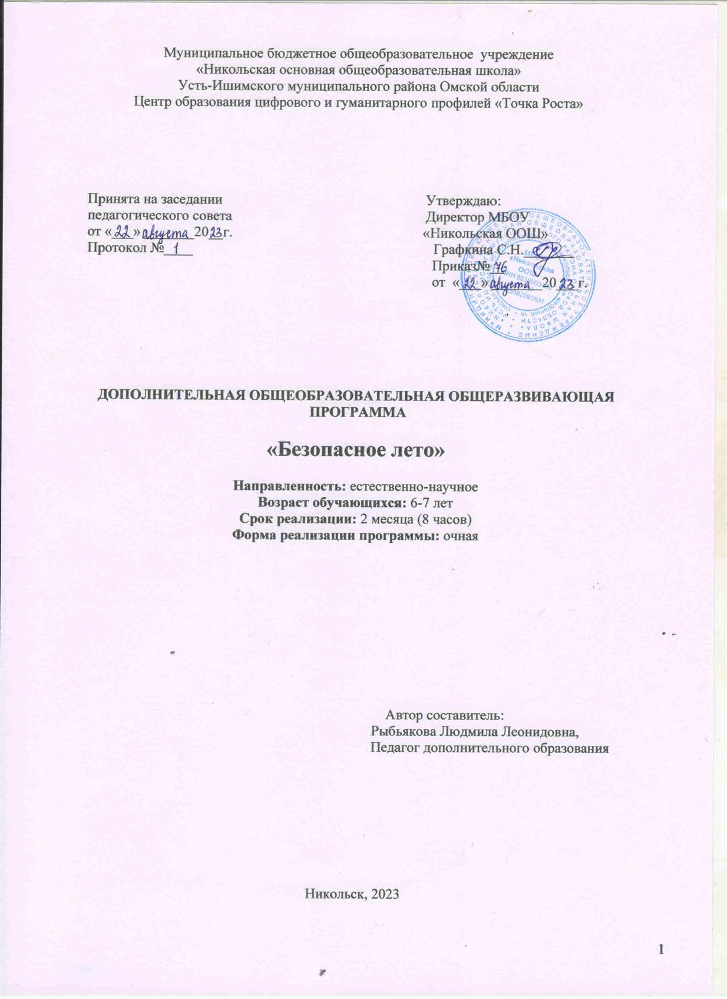 Муниципальное бюджетное общеобразовательное  учреждение
«Никольская основная общеобразовательная школа»
Усть-Ишимского муниципального района Омской области
Центр образования цифрового и гуманитарного профилей «Точка Роста»
Принята на заседании
педагогического совета
от «22» августа 2023 г.
Протокол № 1
Утверждаю:
Директор МБОУ
«Никольская ООШ»
Графкина С.Н.
Приказ№ 76
от «22» августа 2023 г.
ДОПОЛНИТЕЛЬНАЯ ОБЩЕОБРАЗОВАТЕЛЬНАЯ ОБЩЕРАЗВИВАЮЩАЯ
ПРОГРАММА
«Безопасное лето»
Направленность: естественно-научное
Возраст обучающихся: 6-7 лет
Срок реализации: 2 месяца (8 часов)
Форма реализации программы: очная
Автор составитель:
Рыбьякова Людмила Леонидовна,
Педагог дополнительного образования
Никольск, 2023
1